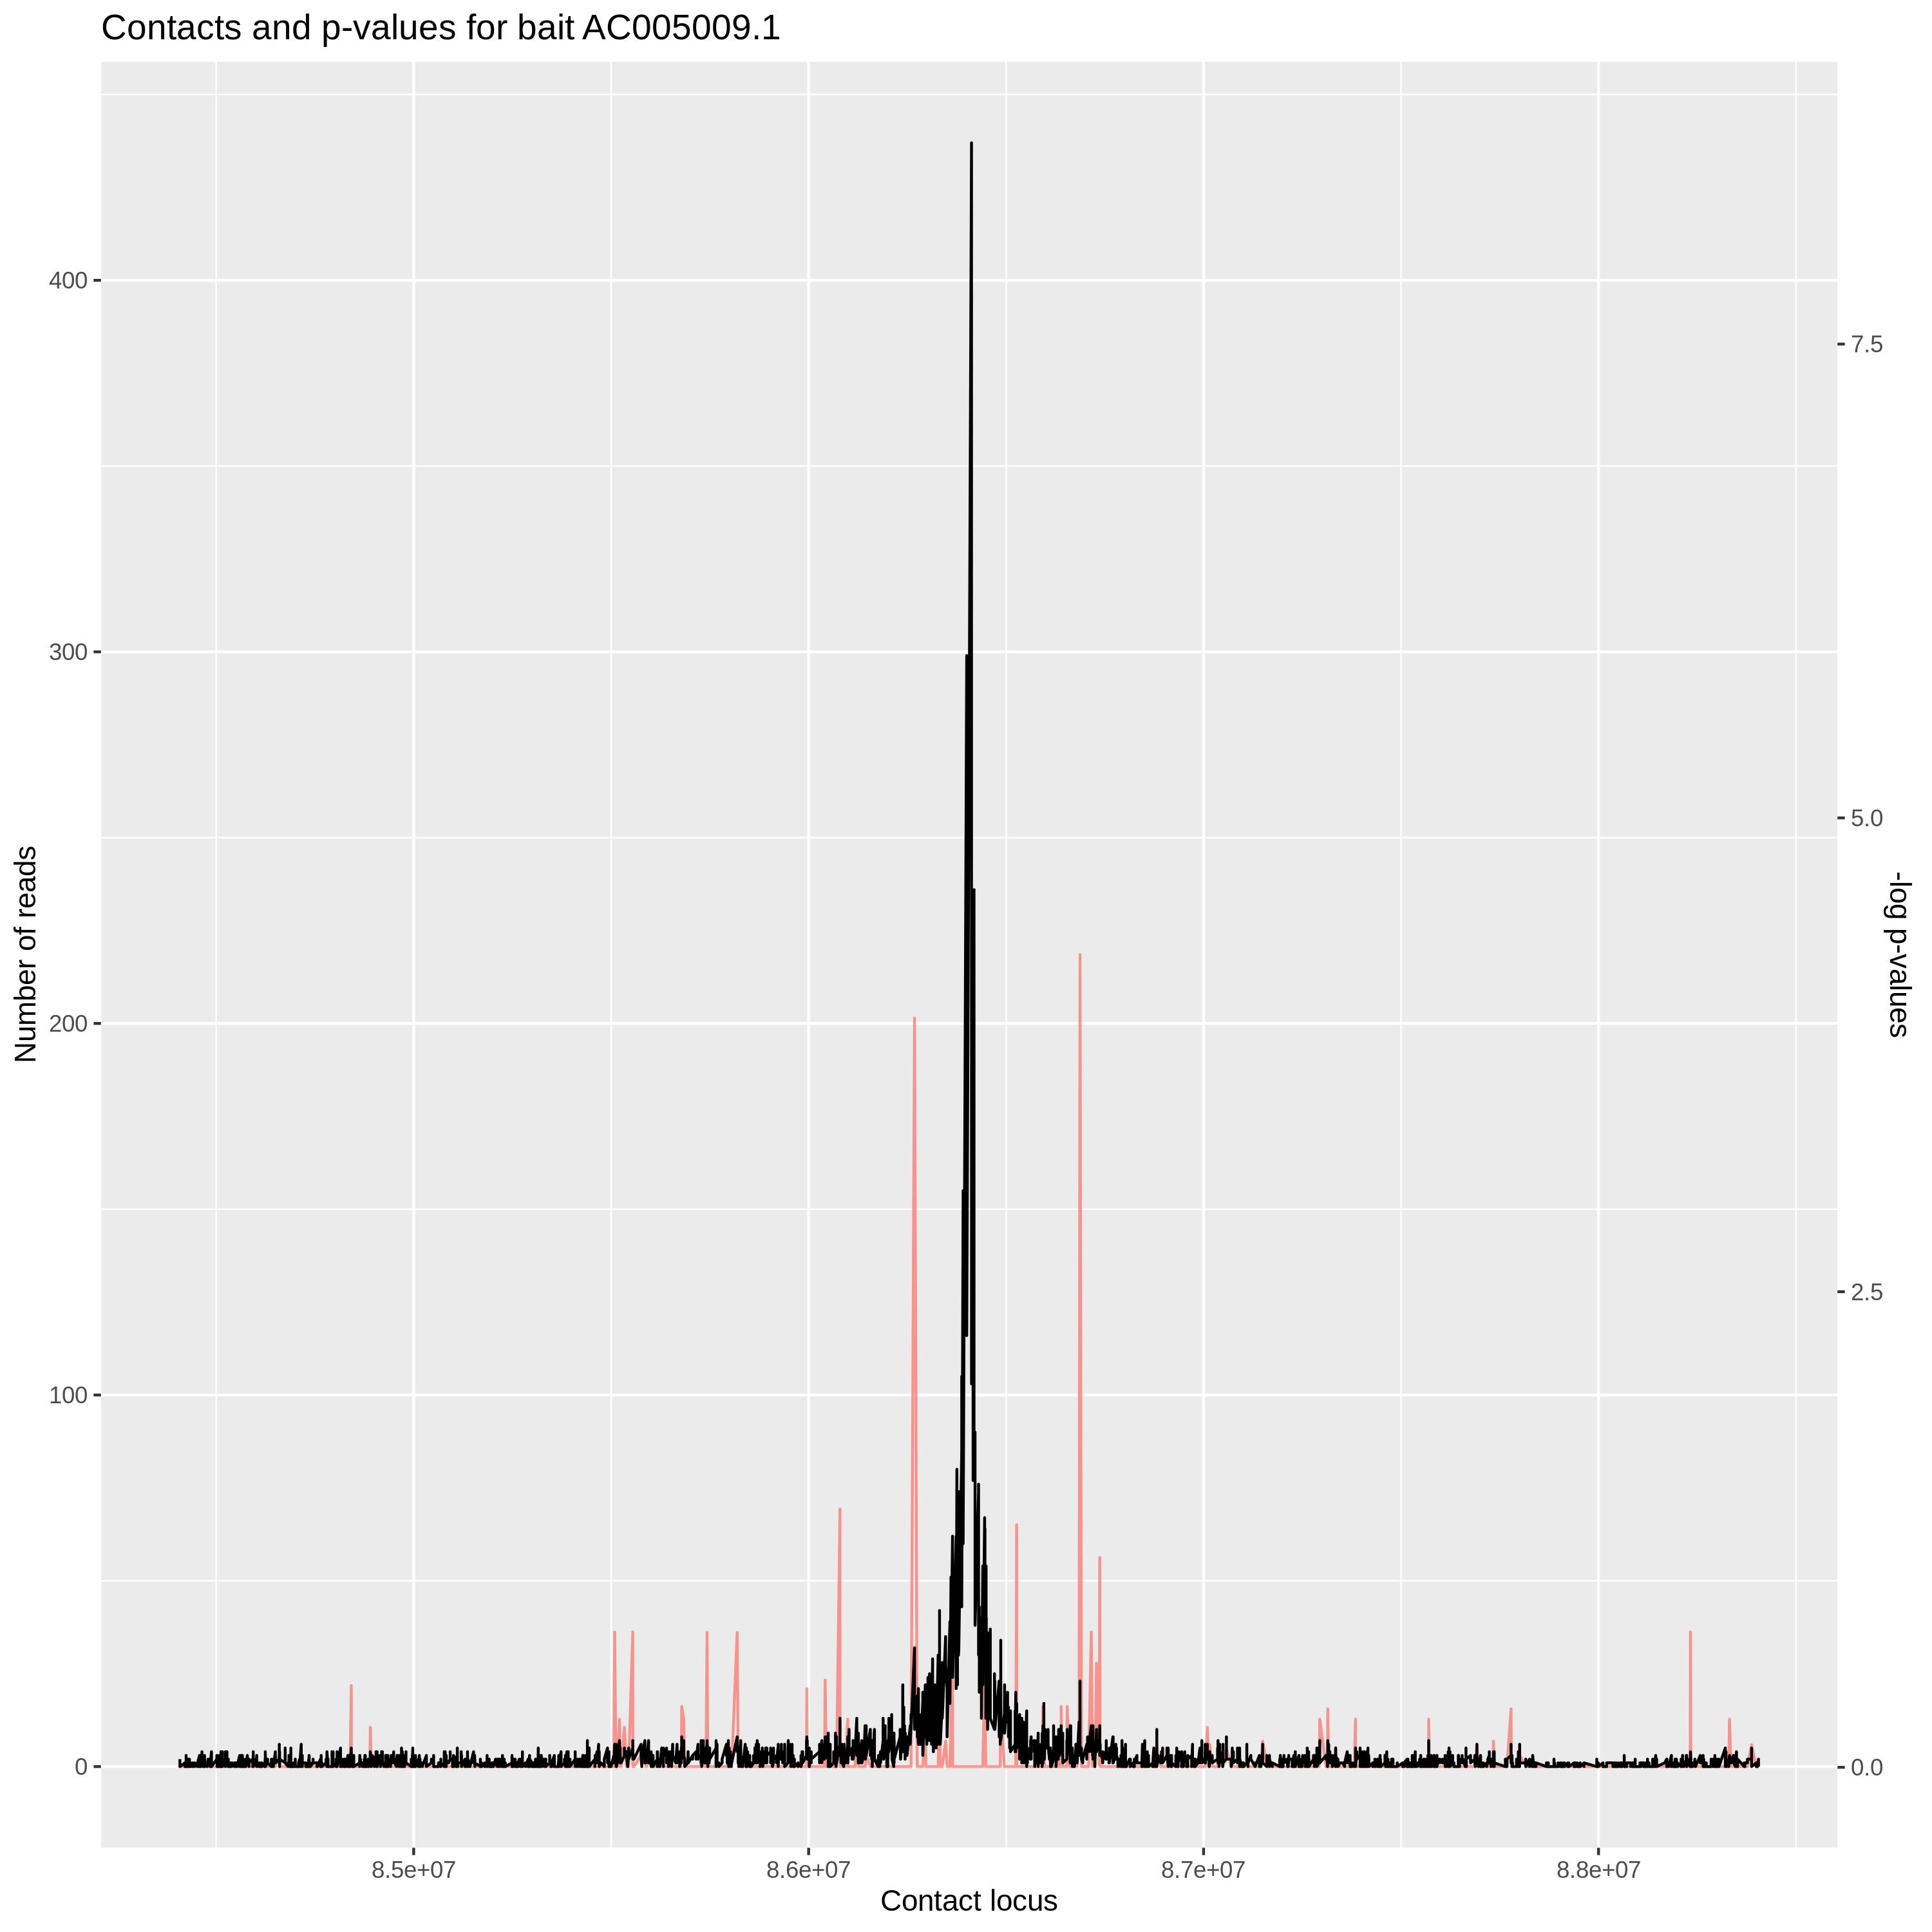 Contacts and p-values for bait AC005009.1
400
300
200
100
0
7.5
5.0
2.5
0.0
Number of reads
-log p-values
8.5e+07 8.6e+07 8.7e+07 8.8e+07
Contact locus